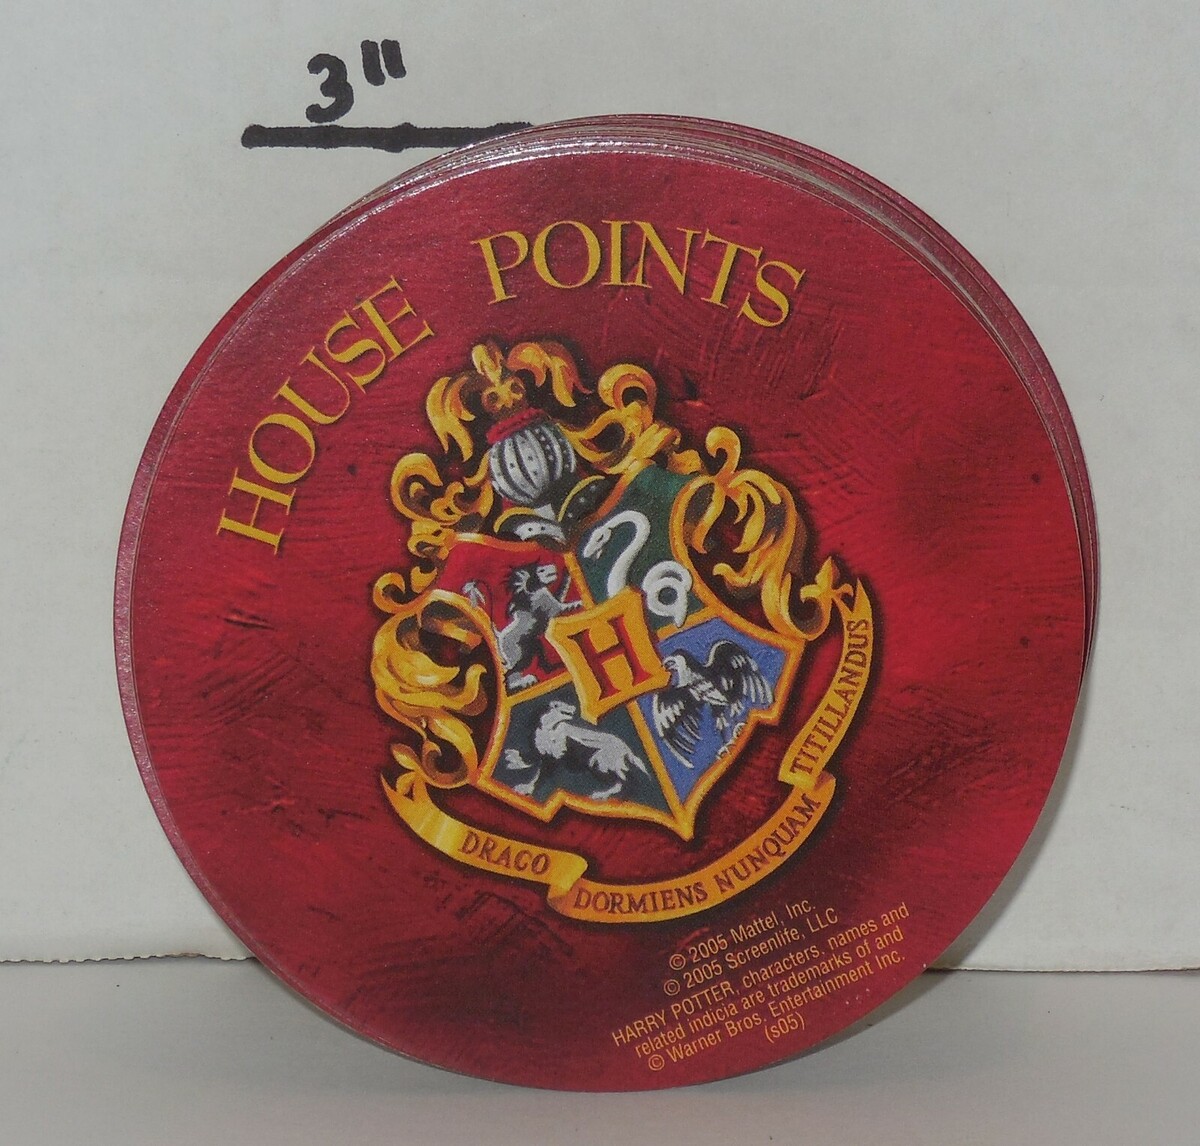 3"
HOUSE POINTS
H
DRACO DORMIENS NUNQUAM TITILLANDUS
© 2005 Mattel, Inc.
© 2005 Screenlife, LLC
HARRY POTTER, characters, names and
related indicia are trademarks of and
© Warner Bros. Entertainment Inc.
(s05)